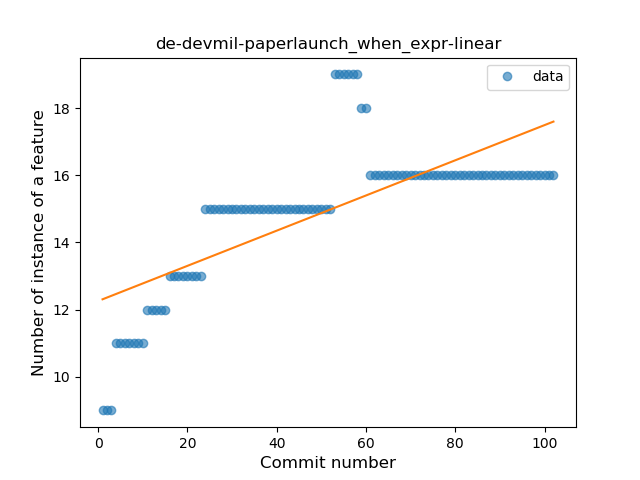 de-devmil-paperlaunch_when_expr-linear
data
Number of instance of a feature
18
16
14
12
10
0
20
40
60
80
100
Commit number